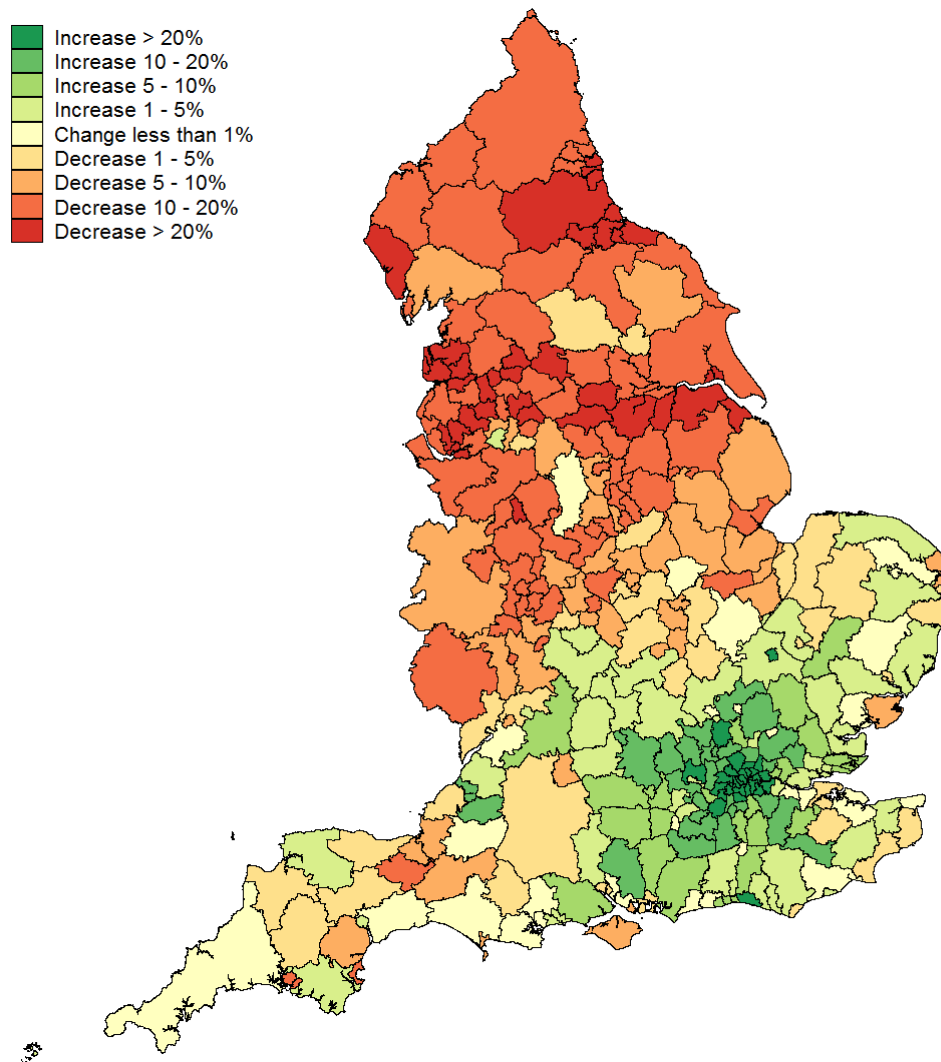 Increase > 20%
Increase 10 - 20%
Increase 5 - 10%
Increase 1 - 5%
Change less than 1%
Decrease 1 - 5%
Decrease 5 - 10%
Decrease 10 - 20%
Decrease > 20%